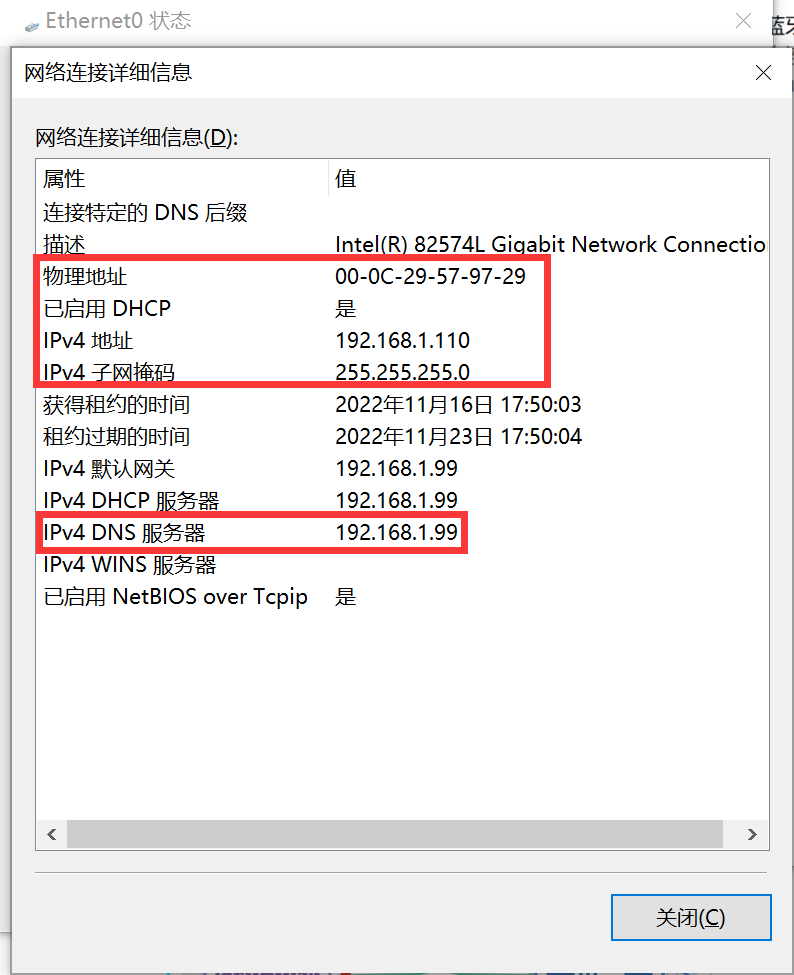 Ethernet0 状态
网络连接详细信息
网络连接详细信息(D):
属性 值
连接特定的 DNS 后缀
描述 Intel(R) 82574L Gigabit Network Connectio
物理地址 00-0C-29-57-97-29
已启用 DHCP 是
IPv4 地址 192.168.1.110
IPv4 子网掩码 255.255.255.0
获得租约的时间 2022年11月16日 17:50:03
租约过期的时间 2022年11月23日 17:50:04
IPv4 默认网关 192.168.1.99
IPv4 DHCP 服务器 192.168.1.99
IPv4 DNS 服务器 192.168.1.99
IPv4 WINS 服务器
已启用 NetBIOS over Tcpip 是
关闭(C)